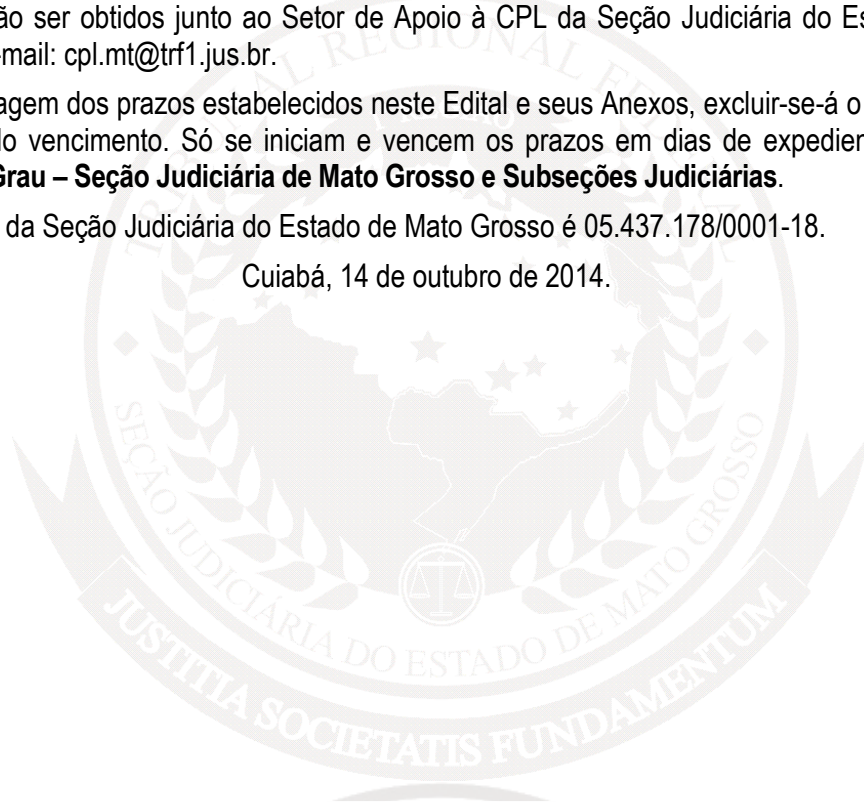 ão ser obtidos junto ao Setor de Apoio à CPL da Seção Judiciária do Es
-mail: cpl.mt@trf1.jus.br.
agem dos prazos estabelecidos neste Edital e seus Anexos, excluir-se-á o
do vencimento. Só se iniciam e vencem os prazos em dias de expedien
Grau – Seção Judiciária de Mato Grosso e Subseções Judiciárias.
da Seção Judiciária do Estado de Mato Grosso é 05.437.178/0001-18.
Cuiabá, 14 de outubro de 2014.
TRIBUNAL REGIONAL FEDERAL
SEÇÃO JUDICIÁRIA DO ESTADO DE MATO GROSSO
JUSTITIA SOCIETATIS FUNDAMENTUM